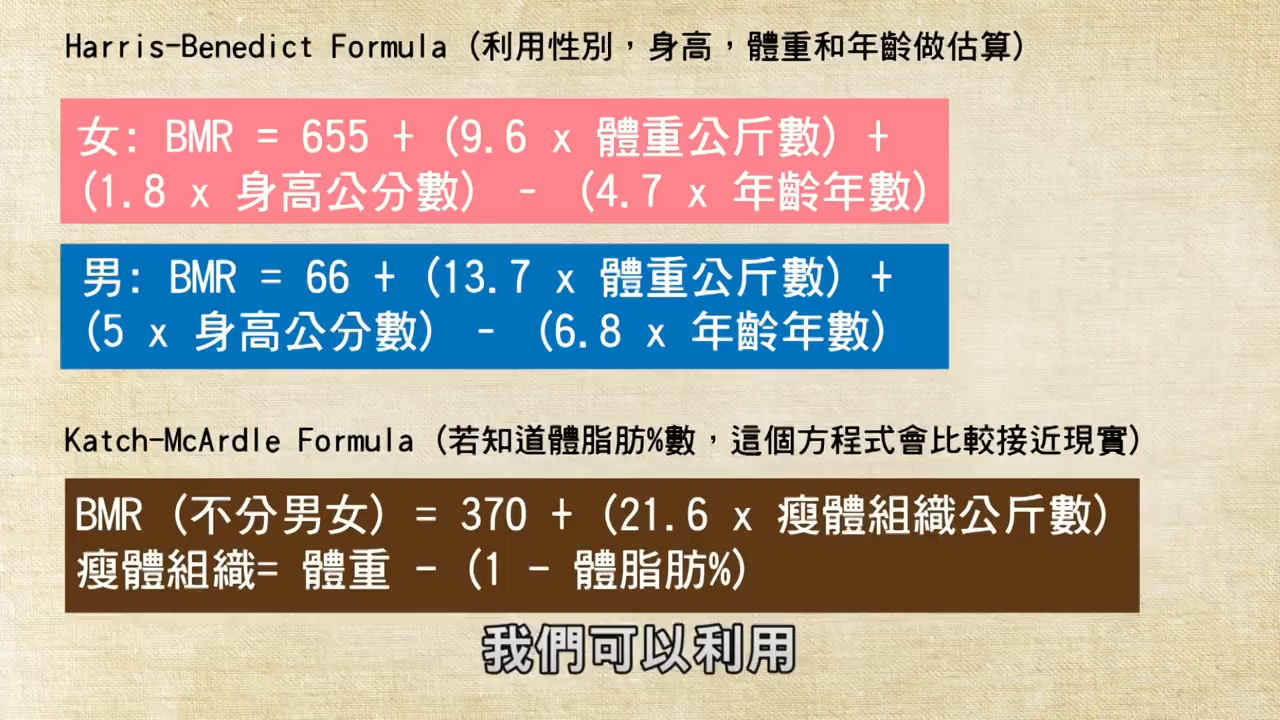 Harris-Benedict Formula (利用性別，身高，體重和年齡做估算)
女: BMR = 655 + (9.6 x 體重公斤數) +
(1.8 x 身高公分數) - (4.7 x 年齡年數)
男: BMR = 66 + (13.7 x 體重公斤數) +
(5 x 身高公分數) - (6.8 x 年齡年數)
Katch-McArdle Formula (若知道體脂肪%數，這個方程式會比較接近現實)
BMR (不分男女) = 370 + (21.6 x 瘦體組織公斤數)
瘦體組織= 體重 - (1 - 體脂肪%)
我們可以利用